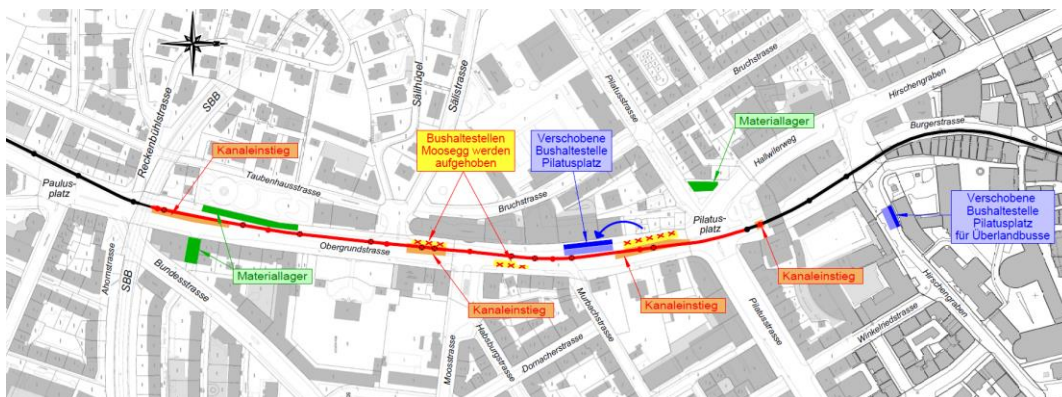 Bruchstrasse
Hirschengraben
Pilatusstrasse
Burgerstrasse
Sälihügel
Sälistrasse
SBB
Reckenbühlstrasse
Materiallager
Hallwilerweg
Bushaltestellen
Moosegg werden
aufgehoben
Verschobene
Bushaltestelle
Pilatusplatz
Kanaleinstieg
Taubenhausstrasse
Paulus-
platz
Bruchstrasse
Pilatus-
platz
Verschobene
Bushaltestelle
Pilatusplatz
für Überlandbusse
Obergrundstrasse
Ahornstrasse
SBB
Bundesstrasse
Materiallager
Kanaleinstieg
Kanaleinstieg
Kanaleinstieg
Murbachstrasse
Moosstrasse
Habsburgstrasse
Dornacherstrasse
Pilatusstrasse
Winkelriedstrasse
Hirschengraben